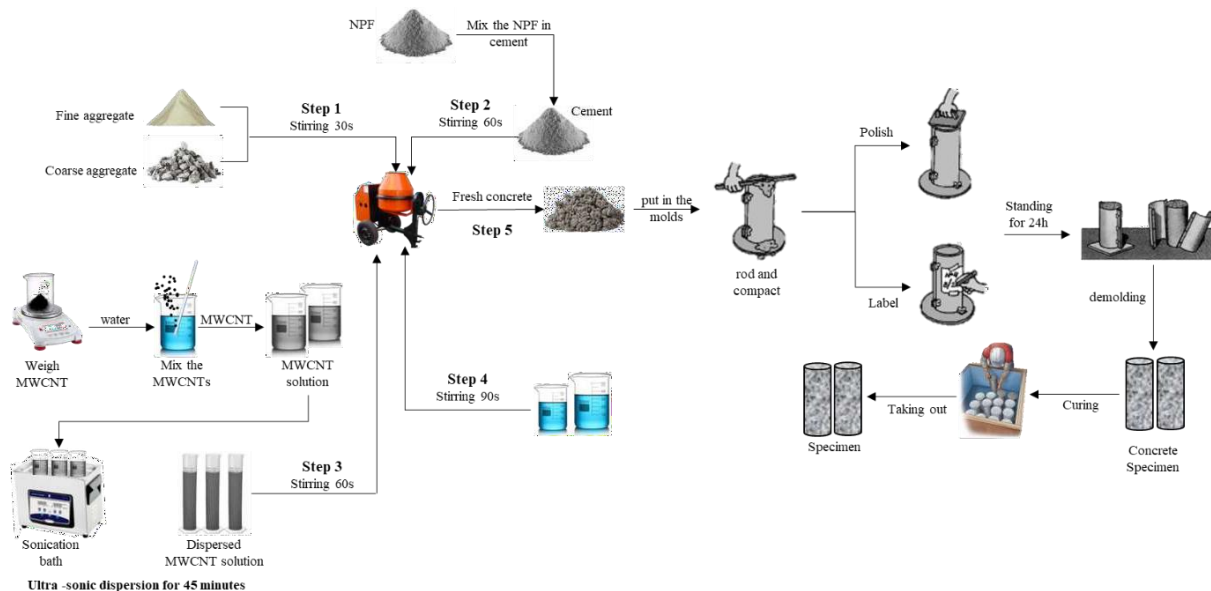 NPF
Mix the NPF in
cement
Fine aggregate
Coarse aggregate
Step 1
Stirring 30s
Step 2
Stirring 60s
Cement
Fresh concrete
Step 5
put in the
molds
rod and
compact
Polish
Label
Standing
for 24h
demolding
Weigh
MWCNT
water
Mix the
MWCNTs
MWCNT
MWCNT
solution
Step 4
Stirring 90s
Specimen
Taking out
Curing
Concrete
Specimen
Sonication
bath
Step 3
Stirring 60s
Dispersed
MWCNT solution
Ultra -sonic dispersion for 45 minutes